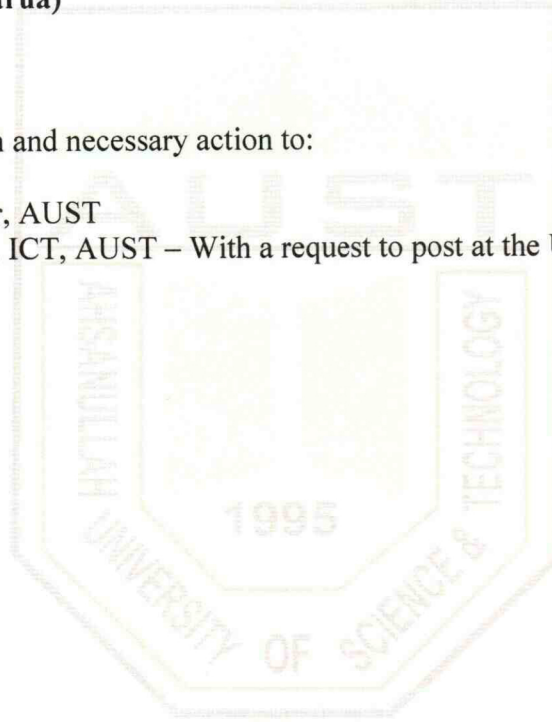 and necessary action to:
, AUST
ICT, AUST – With a request to post at the
AUST
AHSANULLAH
UNIVERSITY OF SCIENCE & TECHNOLOGY
1995